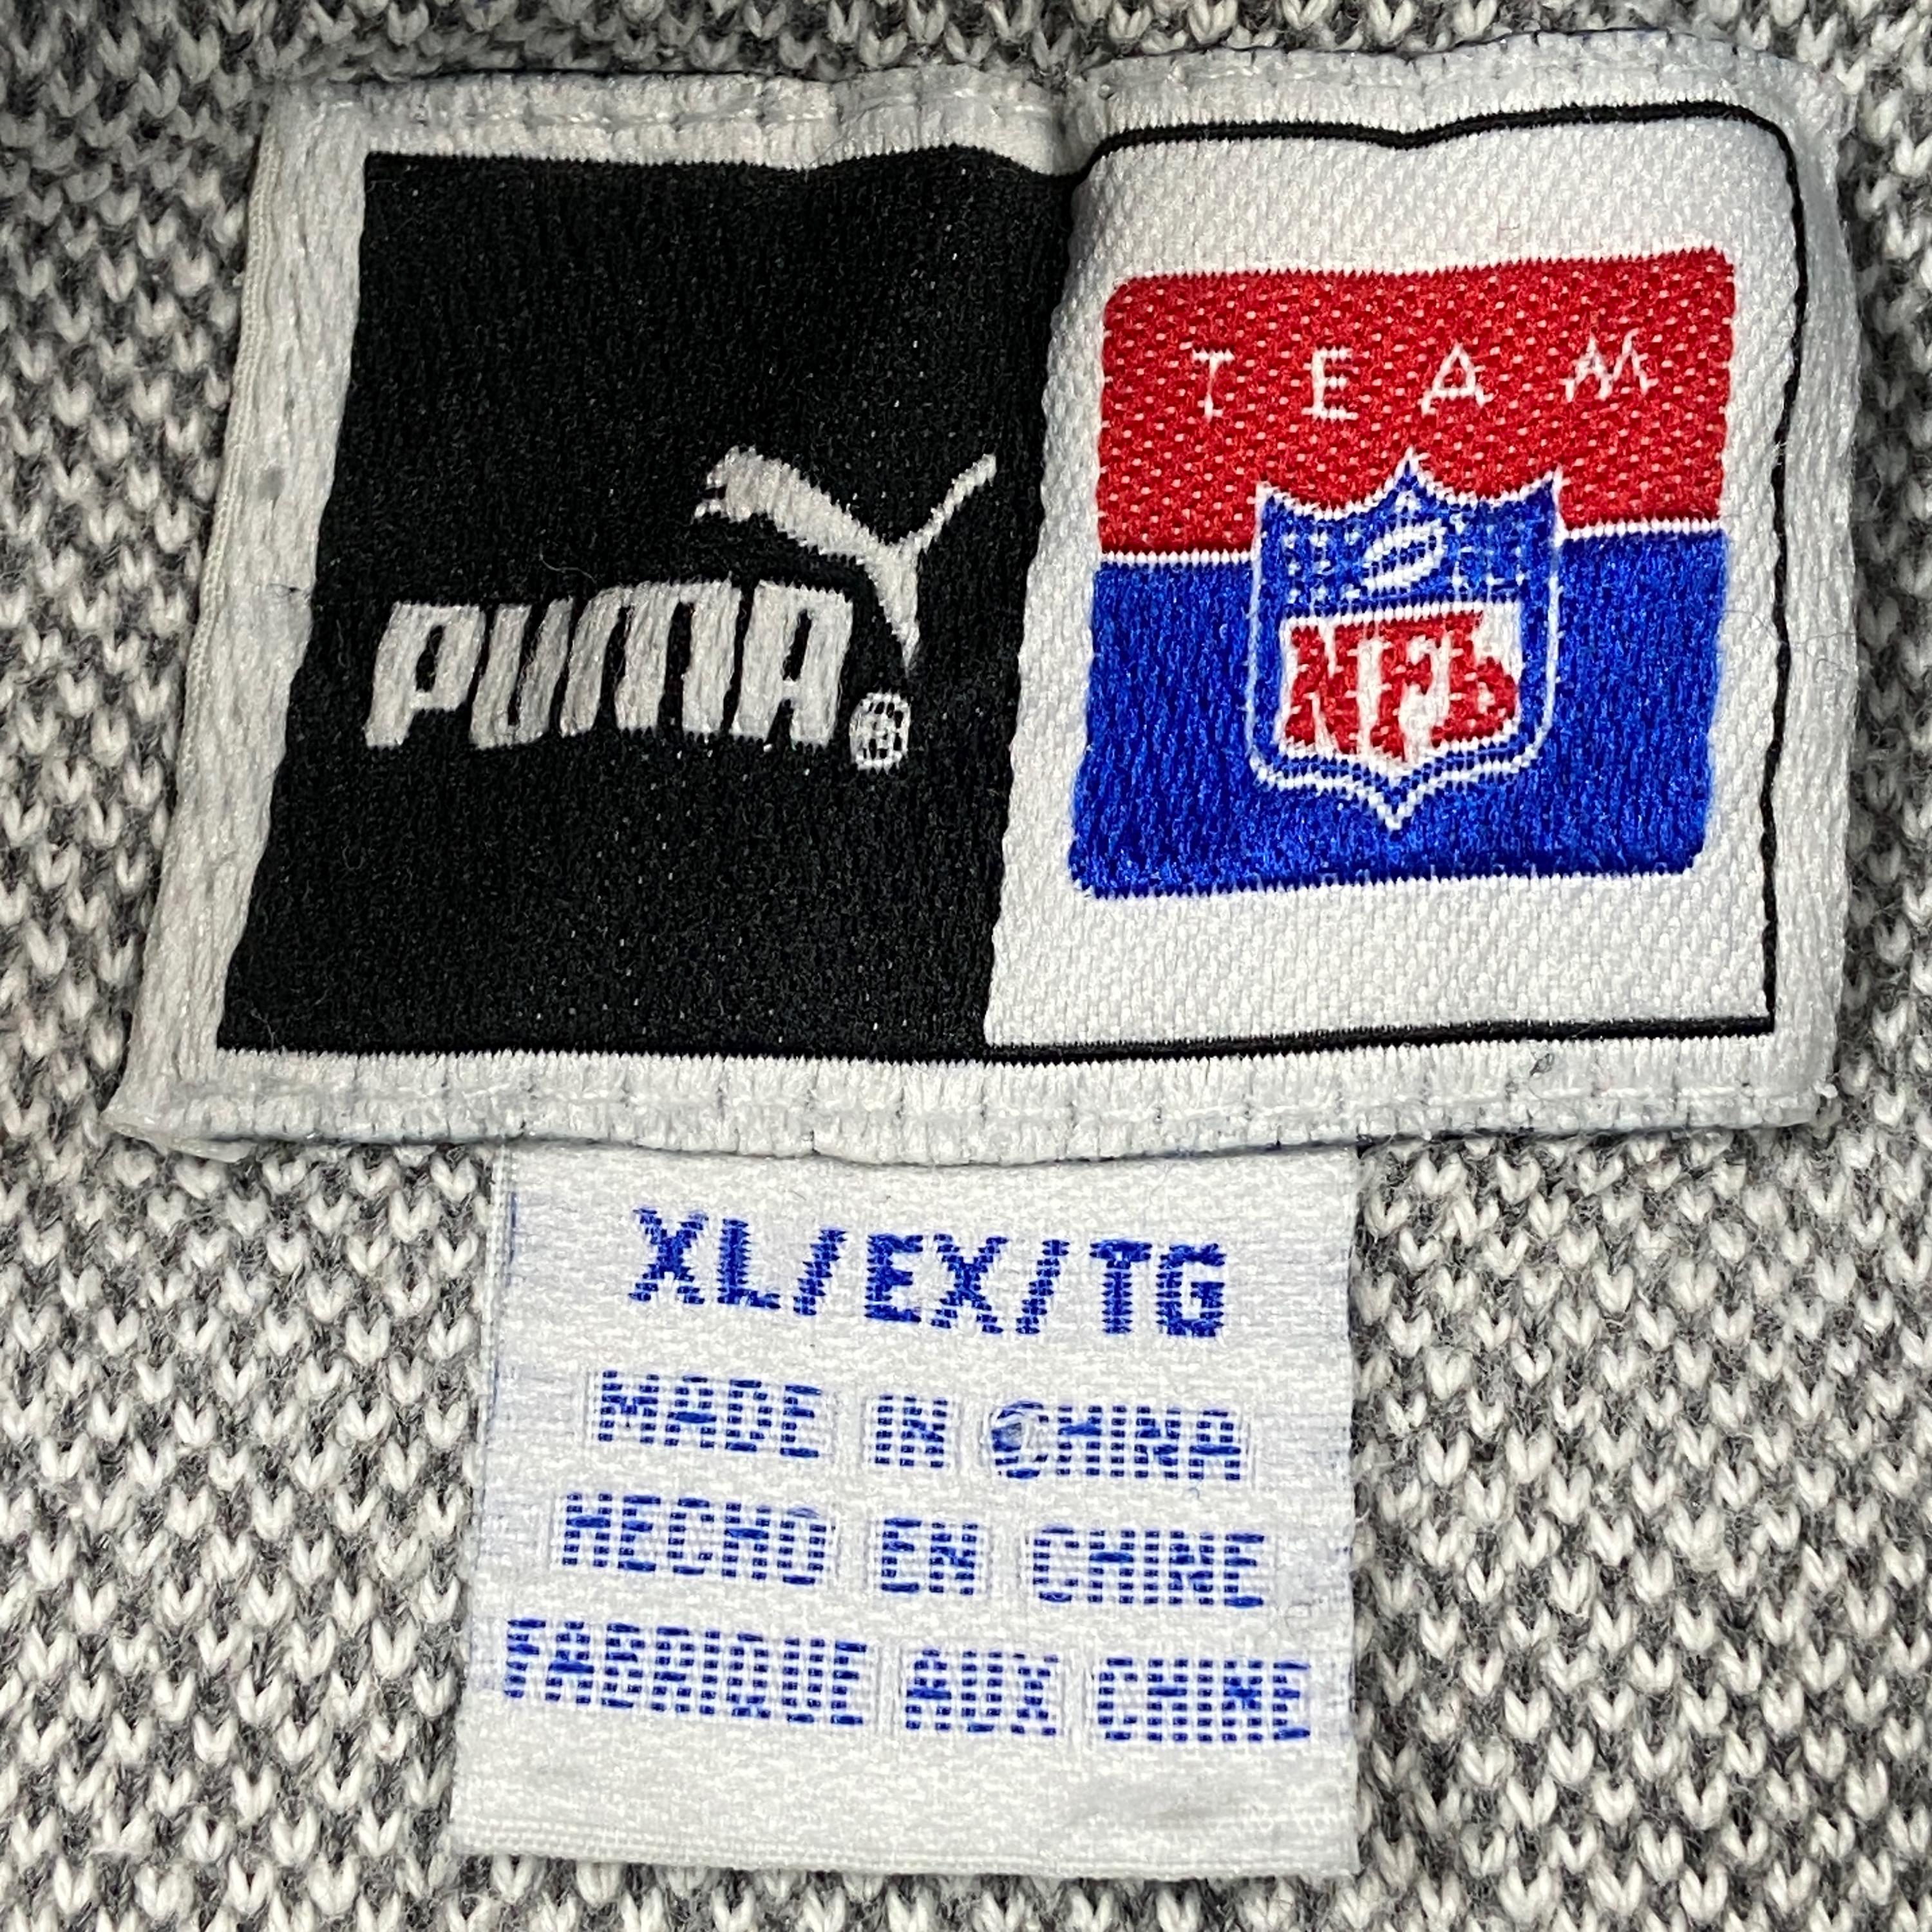 PUMA®
TEAM
NFL
XL/EX/TG
MADE IN CHINA
HECHO EN CHINE
FABRIQUE AUX CHINE